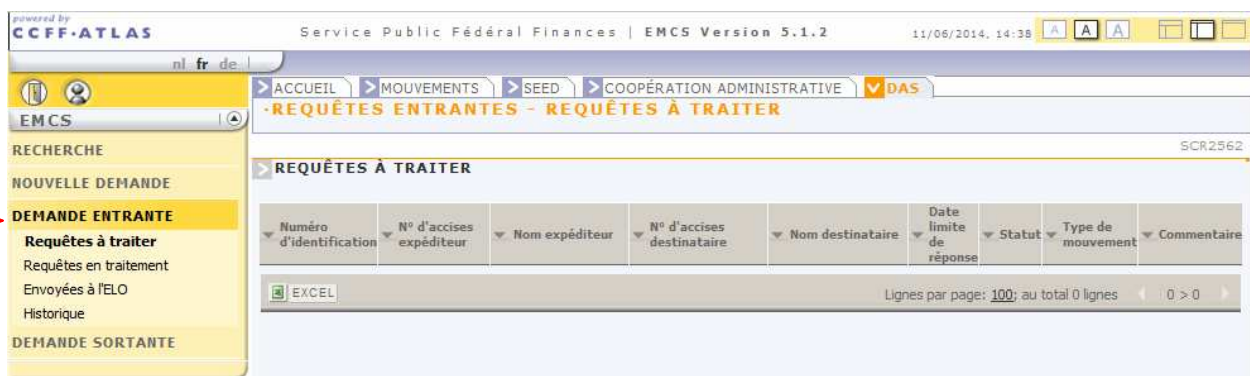 powered by
CCFF·ATLAS
Service Public Fédéral Finances | EMCS Version 5.1.2
11/06/2014, 14:38 A A A
nl fr de
ACCUEIL MOUVEMENTS SEED COOPÉRATION ADMINISTRATIVE DAS
·REQUÊTES ENTRANTES - REQUÊTES À TRAITER
EMCS
SCR2562
RECHERCHE
NOUVELLE DEMANDE
DEMANDE ENTRANTE
Requêtes à traiter
Requêtes en traitement
Envoyées à l'ELO
Historique
DEMANDE SORTANTE
REQUÊTES À TRAITER
Numéro d'identification
N° d'accises expéditeur
Nom expéditeur
N° d'accises destinataire
Nom destinataire
Date limite de réponse
Statut
Type de mouvement
Commentaire
EXCEL
Lignes par page: 100; au total 0 lignes 0 > 0